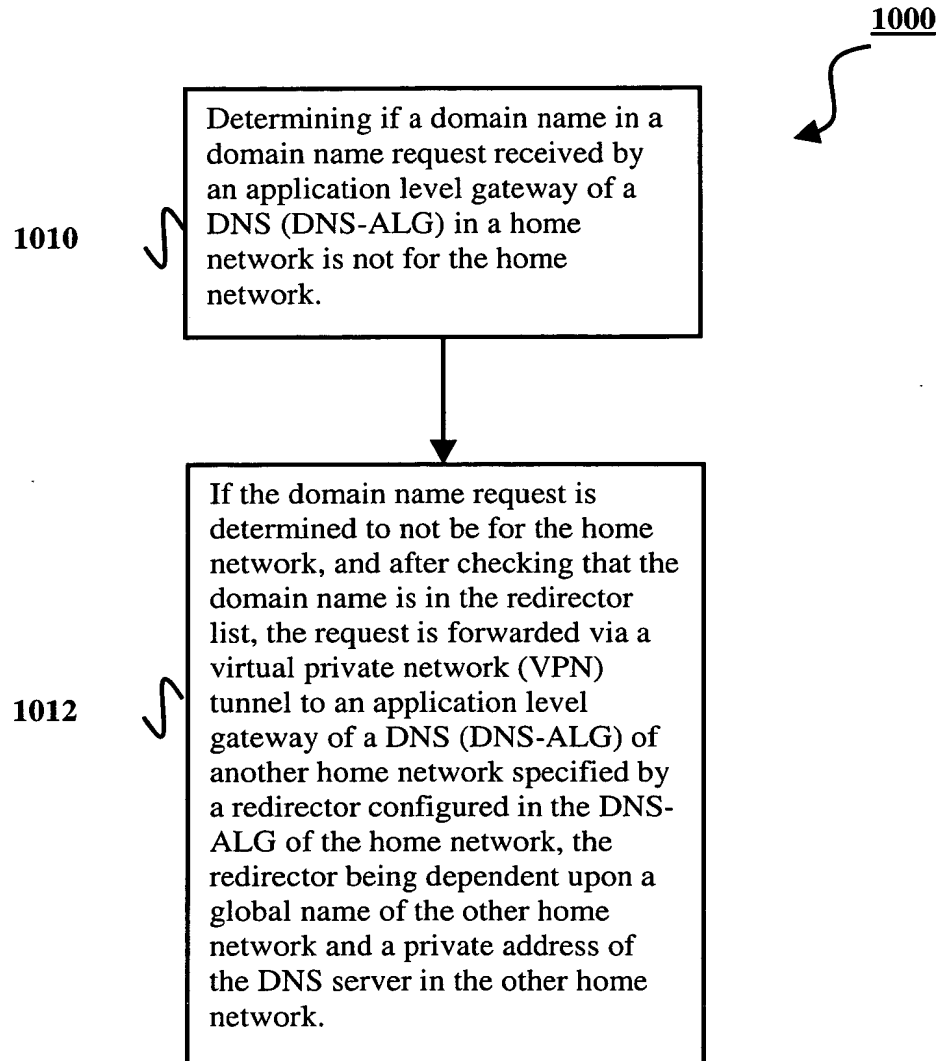 1000
Determining if a domain name in a
domain name request received by
an application level gateway of a
DNS (DNS-ALG) in a home
network is not for the home
network.
1010
If the domain name request is
determined to not be for the home
network, and after checking that the
domain name is in the redirector
list, the request is forwarded via a
virtual private network (VPN)
tunnel to an application level
gateway of a DNS (DNS-ALG) of
another home network specified by
a redirector configured in the DNS-
ALG of the home network, the
redirector being dependent upon a
global name of the other home
network and a private address of
the DNS server in the other home
network.
1012